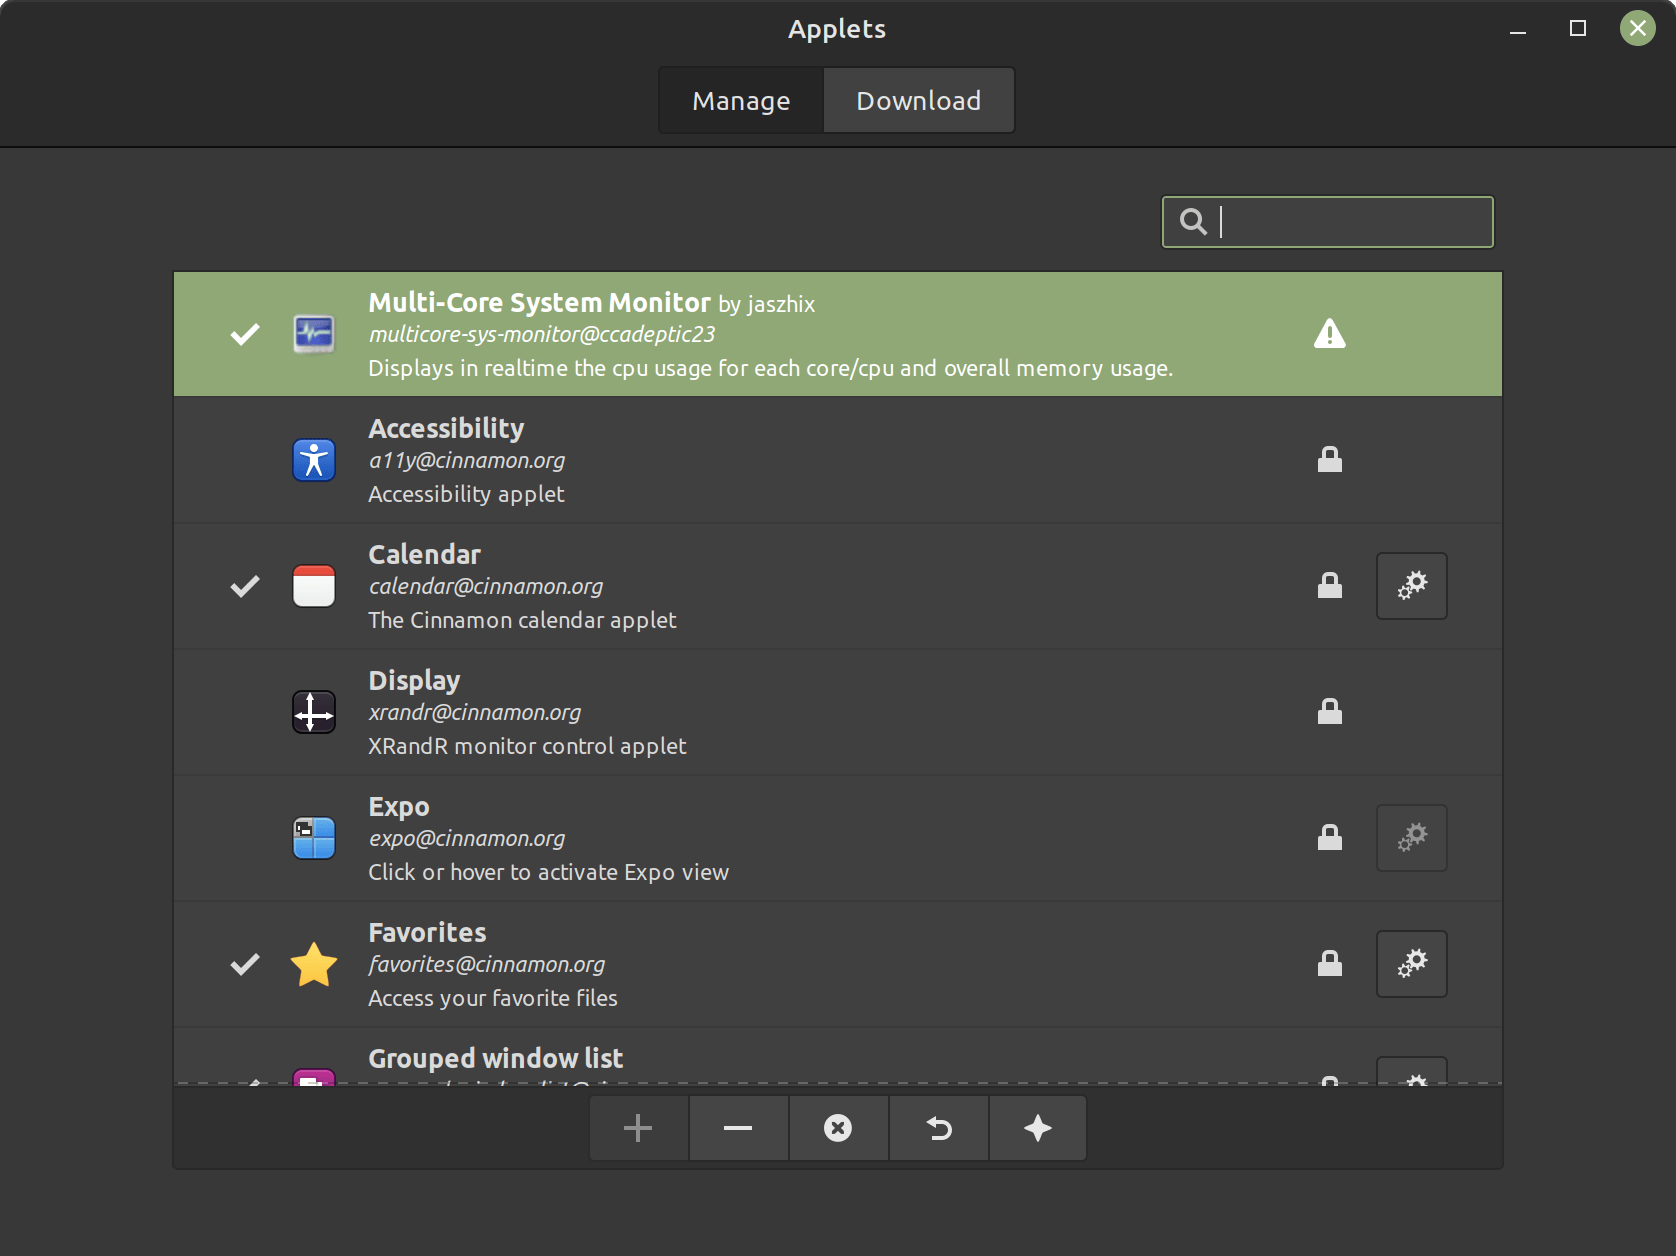 Applets
Manage Download
Multi-Core System Monitor by jaszhix
multicore-sys-monitor@ccadeptic23
Displays in realtime the cpu usage for each core/cpu and overall memory usage.
Accessibility
a11y@cinnamon.org
Accessibility applet
Calendar
calendar@cinnamon.org
The Cinnamon calendar applet
Display
xrandr@cinnamon.org
XRandR monitor control applet
Expo
expo@cinnamon.org
Click or hover to activate Expo view
Favorites
favorites@cinnamon.org
Access your favorite files
Grouped window list